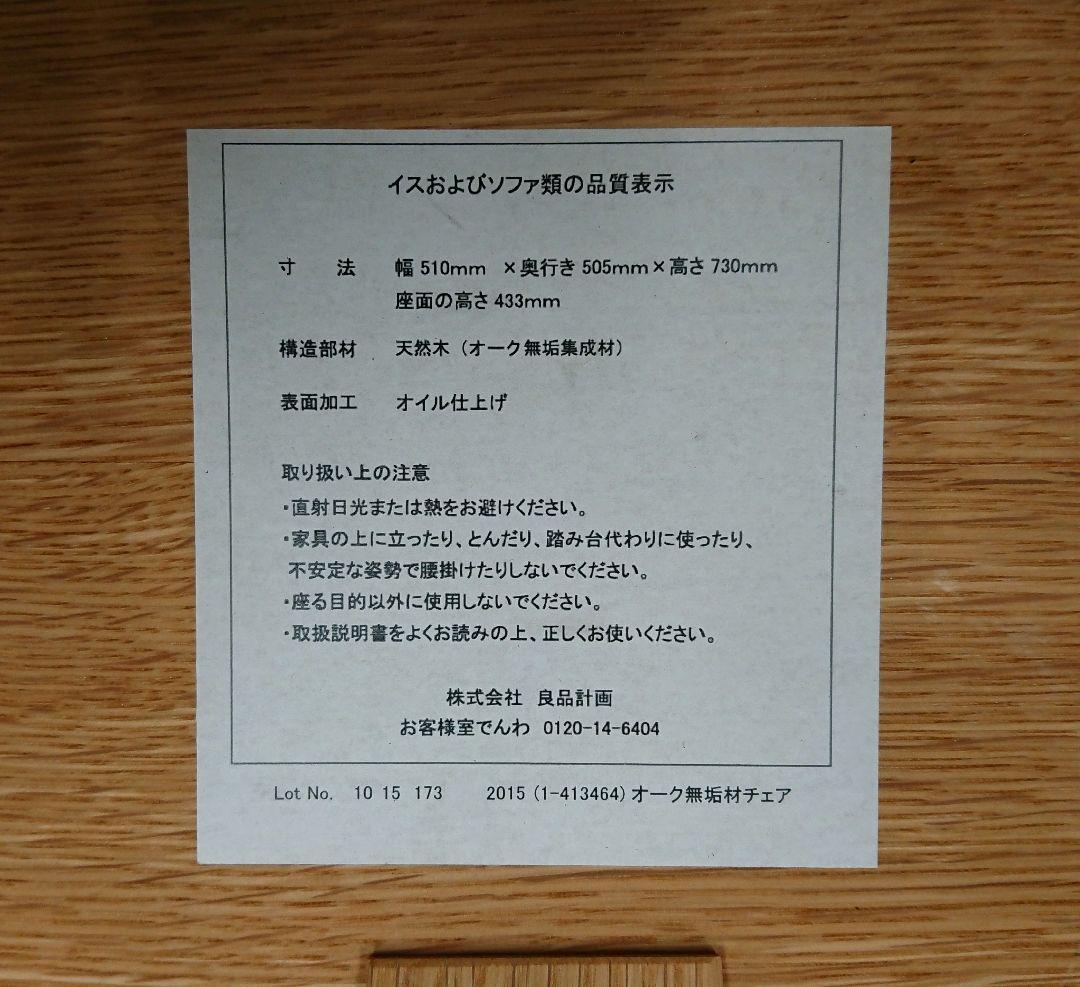 イスおよびソファ類の品質表示
寸　法　幅 510mm ×奥行き 505mm×高さ 730mm
座面の高さ 433mm
構造部材　天然木（オーク無垢集成材）
表面加工　オイル仕上げ
取り扱い上の注意
・直射日光または熱をお避けください。
・家具の上に立ったり、とんだり、踏み台代わりに使ったり、
不安定な姿勢で腰掛けたりしないでください。
・座る目的以外に使用しないでください。
・取扱説明書をよくお読みの上、正しくお使いください。
株式会社　良品計画
お客様室でんわ　0120-14-6404
Lot No.　10 15 173　2015 (1-413464) オーク無垢材チェア